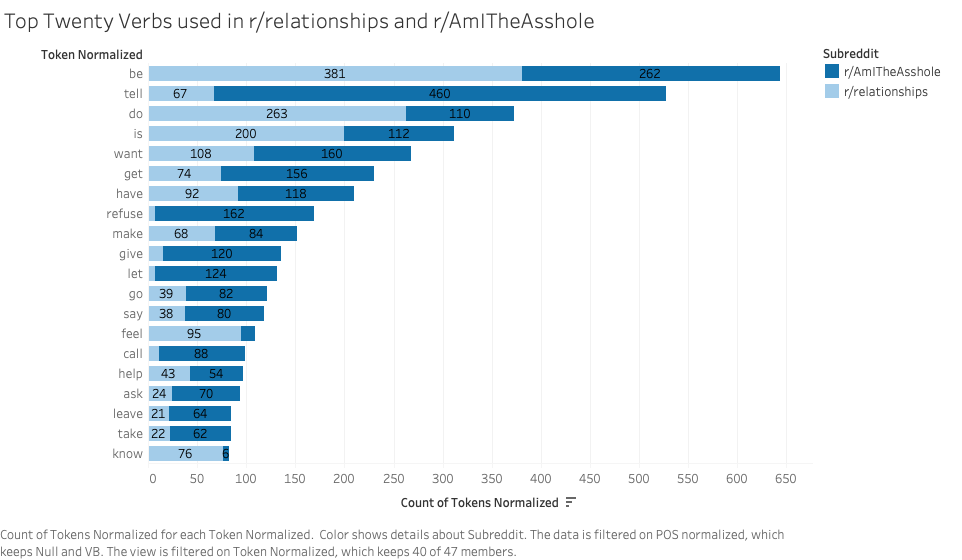 Top Twenty Verbs used in r/relationships and r/AmITheAsshole
Token Normalized
Subreddit
r/AmITheAsshole
r/relationships
be 381 262
tell 67 460
do 263 110
is 200 112
want 108 160
get 74 156
have 92 118
refuse 162
make 68 84
give 120
let 124
go 39 82
say 38 80
feel 95
call 88
help 43 54
ask 24 70
leave 21 64
take 22 62
know 76 6
0 50 100 150 200 250 300 350 400 450 500 550 600 650
Count of Tokens Normalized
Count of Tokens Normalized for each Token Normalized. Color shows details about Subreddit. The data is filtered on POS normalized, which
keeps Null and VB. The view is filtered on Token Normalized, which keeps 40 of 47 members.